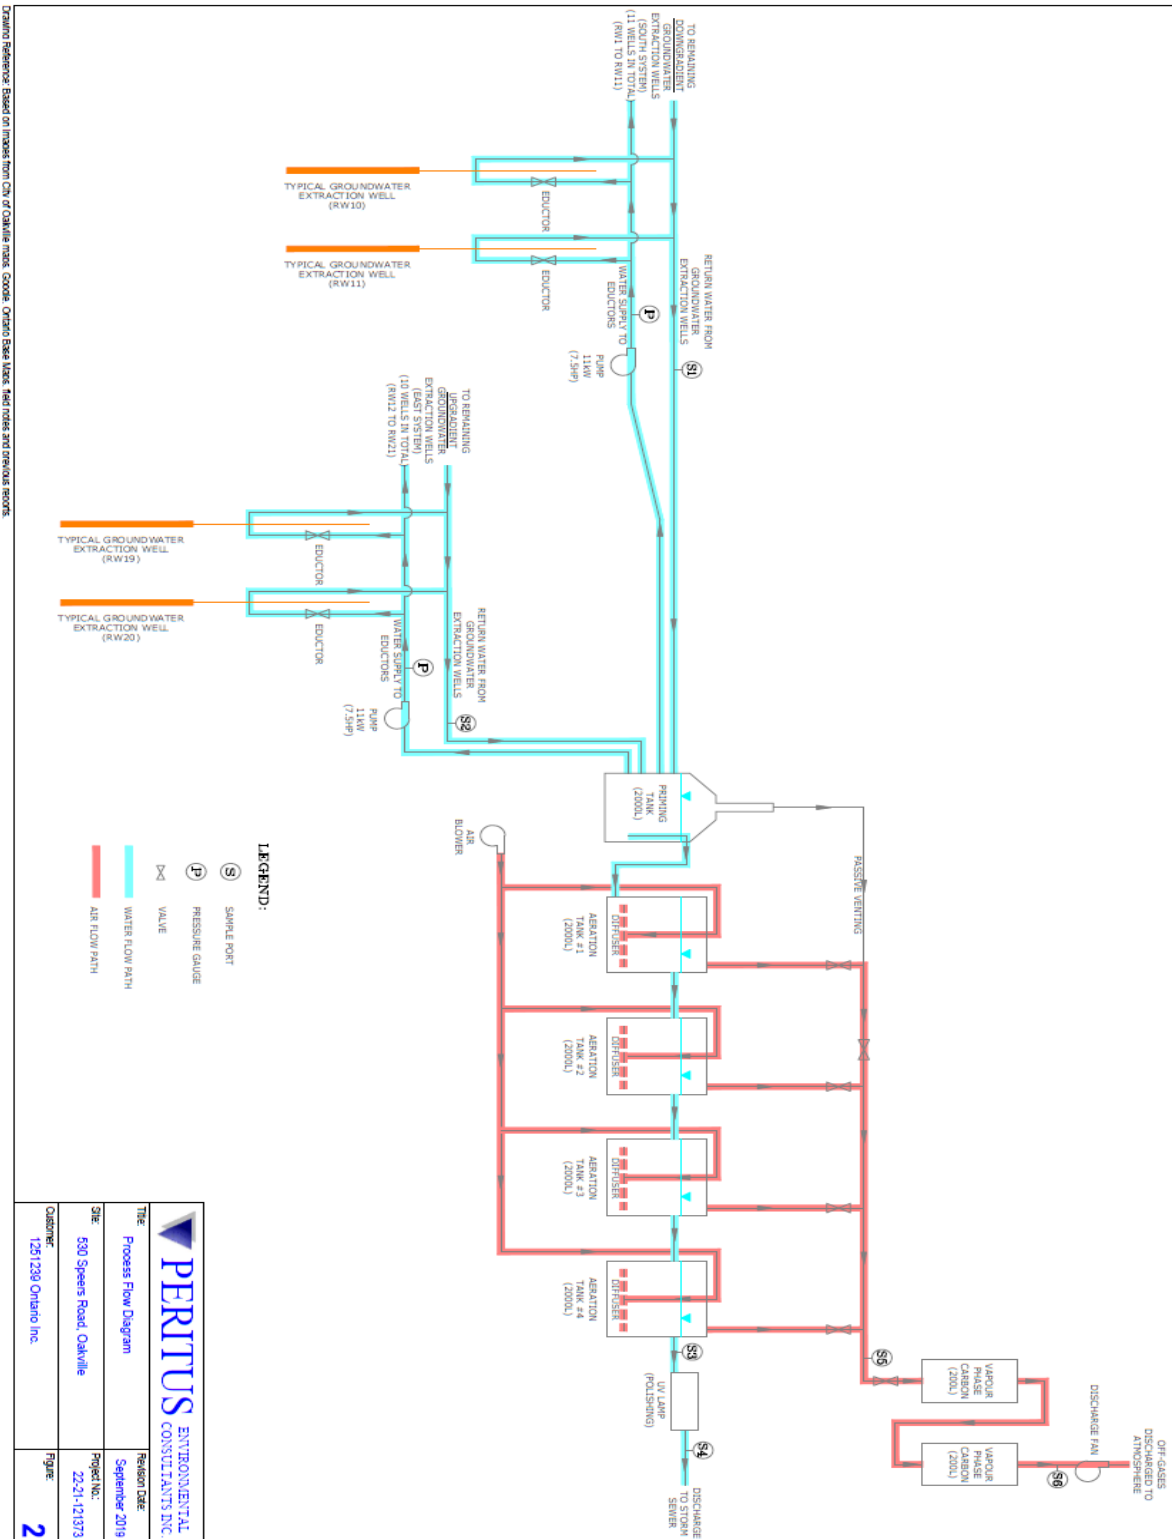 TO REMAINING
DOWNGRADIENT
GROUNDWATER
EXTRACTION WELLS
(SOUTH SYSTEM)
(11 WELLS IN TOTAL)
(RW1 TO RW11)
TYPICAL GROUNDWATER
EXTRACTION WELL
(RW10)
EDUCTOR
TYPICAL GROUNDWATER
EXTRACTION WELL
(RW11)
EDUCTOR
WATER SUPPLY TO
EDUCTORS
P
RETURN WATER FROM
GROUNDWATER
EXTRACTION WELLS
S1
PUMP
11kW
(7.5HP)
TO REMAINING
UPGRADIENT
GROUNDWATER
EXTRACTION WELLS
(EAST SYSTEM)
(10 WELLS IN TOTAL)
(RW12 TO RW21)
TYPICAL GROUNDWATER
EXTRACTION WELL
(RW19)
EDUCTOR
TYPICAL GROUNDWATER
EXTRACTION WELL
(RW20)
EDUCTOR
WATER SUPPLY TO
EDUCTORS
P
RETURN WATER FROM
GROUNDWATER
EXTRACTION WELLS
S2
PUMP
11kW
(7.5HP)
PRIMING
TANK
(2000L)
AIR
BLOWER
PASSIVE VENTING
DIFFUSER
AERATION
TANK #1
(2000L)
DIFFUSER
AERATION
TANK #2
(2000L)
DIFFUSER
AERATION
TANK #3
(2000L)
DIFFUSER
AERATION
TANK #4
(2000L)
S3
UV LAMP
(POLISHING)
S4
DISCHARGE
TO STORM
SEWER
S5
VAPOUR
PHASE
CARBON
(200L)
VAPOUR
PHASE
CARBON
(200L)
S6
DISCHARGE FAN
OFF-GASES
DISCHARGED TO
ATMOSPHERE
LEGEND:
S SAMPLE PORT
P PRESSURE GAUGE
VALVE
WATER FLOW PATH
AIR FLOW PATH
PERITUS ENVIRONMENTAL
CONSULTANTS INC.
Title: Process Flow Diagram
Revision Date: September 2019
Site: 530 Speers Road, Oakville
Project No.: 22-21-121373
Customer: 1251239 Ontario Inc.
Figure: 2
Drawing Reference: Based on images from City of Oakville maps, Google, Ontario Base Maps, field notes and previous reports.